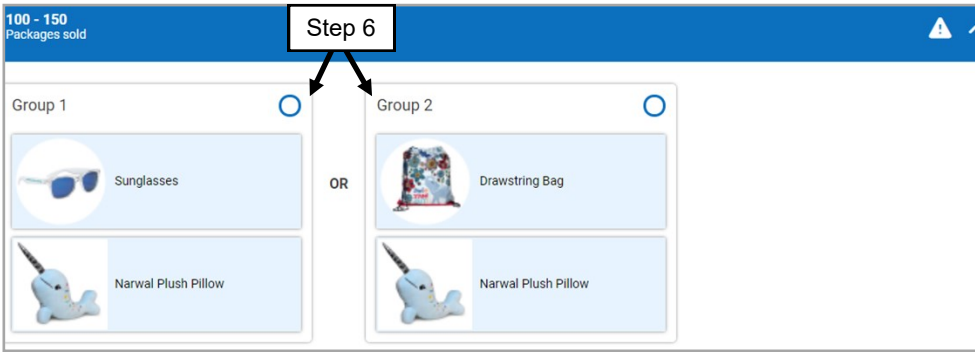 100 - 150
Packages sold
Step 6
Group 1
Sunglasses
Narwal Plush Pillow
OR
Group 2
Drawstring Bag
Narwal Plush Pillow